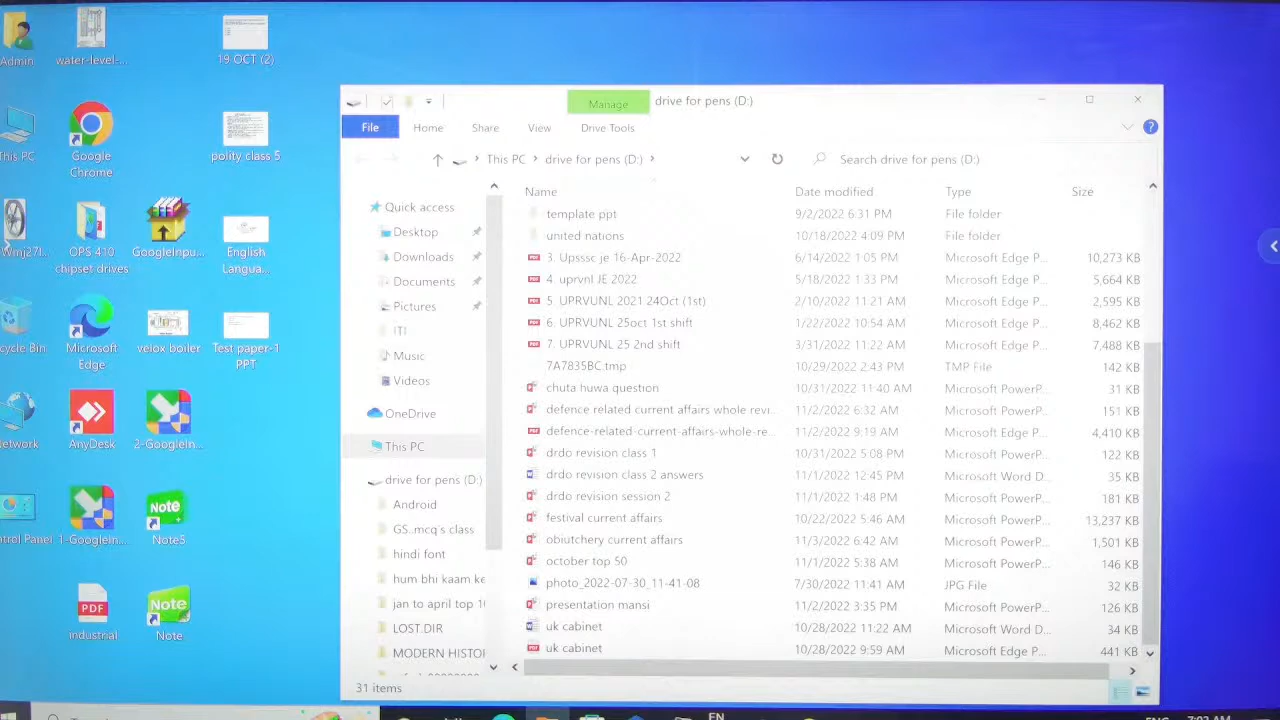 Admin
water-level-...
19 OCT (2)
This PC
Google Chrome
polity class 5
OPS 410 chipset drives
GoogleInpu...
English Langua...
cycle Bin
Microsoft Edge
velox boiler
Test paper-1 PPT
AnyDesk
2-GoogleIn...
1-GoogleIn...
Note
Note5
PDF
industrial
Note
Note
Manage
drive for pens (D:)
File
Home
Share
View
Drive Tools
This PC > drive for pens (D:) >
Search drive for pens (D:)
Quick access
Desktop
Downloads
Documents
Pictures
ITI
Music
Videos
OneDrive
This PC
drive for pens (D:)
Android
GS..mcq's class
hindi font
hum bhi kaam ke
jan to april top 10
LOST.DIR
MODERN HISTO
Name Date modified Type Size
template ppt 9/2/2022 6:31 PM File folder
united nations 10/18/2022 4:09 PM File folder
3. Upsssc je 16-Apr-2022 6/14/2022 1:05 PM Microsoft Edge P... 10,273 KB
4. uprvnl JE 2022 5/18/2022 1:33 PM Microsoft Edge P... 5,664 KB
5. UPRVUNL 2021 24Oct (1st) 2/10/2022 11:21 AM Microsoft Edge P... 2,595 KB
6. UPRVUNL 25oct 1st shift 1/22/2022 10:54 AM Microsoft Edge P... 8,462 KB
7. UPRVUNL 25 2nd shift 3/31/2022 11:22 AM Microsoft Edge P... 7,488 KB
7A7835BC.tmp 10/29/2022 2:43 PM TMP File 142 KB
chuta huwa question 10/31/2022 11:40 AM Microsoft PowerP... 31 KB
defence related current affairs whole revi... 11/2/2022 6:32 AM Microsoft PowerP... 151 KB
defence-related-current-affairs-whole-re... 11/2/2022 9:19 AM Microsoft Edge P... 4,410 KB
drdo revision class 1 10/31/2022 5:08 PM Microsoft PowerP... 122 KB
drdo revision class 2 answers 11/1/2022 12:45 PM Microsoft Word D... 35 KB
drdo revision session 2 11/1/2022 1:48 PM Microsoft PowerP... 181 KB
festival current affairs 10/22/2022 5:46 AM Microsoft PowerP... 13,237 KB
obiutchery current affairs 11/3/2022 6:42 AM Microsoft PowerP... 1,501 KB
october top 50 11/1/2022 5:38 AM Microsoft PowerP... 146 KB
photo_2022-07-30_11-41-08 7/30/2022 11:41 AM JPG File 32 KB
presentation mansi 11/2/2022 3:35 PM Microsoft PowerP... 126 KB
uk cabinet 10/28/2022 11:22 AM Microsoft Word D... 34 KB
uk cabinet 10/28/2022 9:59 AM Microsoft Edge P... 441 KB
31 items
EN
ENG
7:02 AM